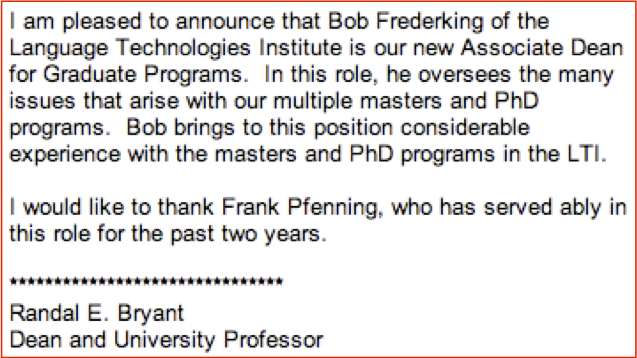 I am pleased to announce that Bob Frederking of the
Language Technologies Institute is our new Associate Dean
for Graduate Programs.  In this role, he oversees the many
issues that arise with our multiple masters and PhD
programs.  Bob brings to this position considerable
experience with the masters and PhD programs in the LTI.

I would like to thank Frank Pfenning, who has served ably in
this role for the past two years.

*******************************
Randal E. Bryant
Dean and University Professor